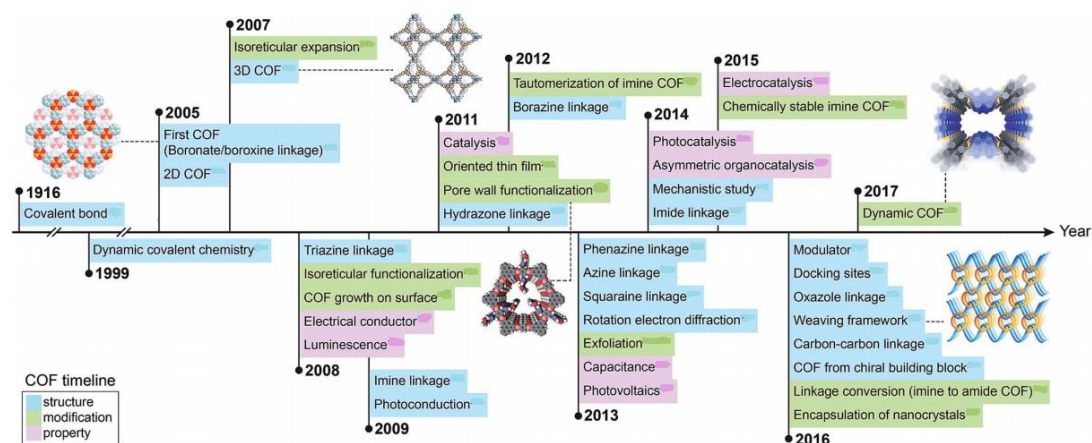 2007
Isoreticular expansion
3D COF
2005
First COF
(Boronate/boroxine linkage)
2D COF
1916
Covalent bond
Dynamic covalent chemistry
1999
2012
Tautomerization of imine COF
Borazine linkage
2011
Catalysis
Oriented thin film
Pore wall functionalization
Hydrazone linkage
2015
Electrocatalysis
Chemically stable imine COF
2014
Photocatalysis
Asymmetric organocatalysis
Mechanistic study
Imide linkage
2017
Dynamic COF
Year
Triazine linkage
Isoreticular functionalization
COF growth on surface
Electrical conductor
Luminescence
2008
Imine linkage
Photoconduction
2009
Phenazine linkage
Azine linkage
Squaraine linkage
Rotation electron diffraction
Exfoliation
Capacitance
Photovoltaics
2013
Modulator
Docking sites
Oxazole linkage
Weaving framework
Carbon-carbon linkage
COF from chiral building block
Linkage conversion (imine to amide COF)
Encapsulation of nanocrystals
2016
COF timeline
structure
modification
property